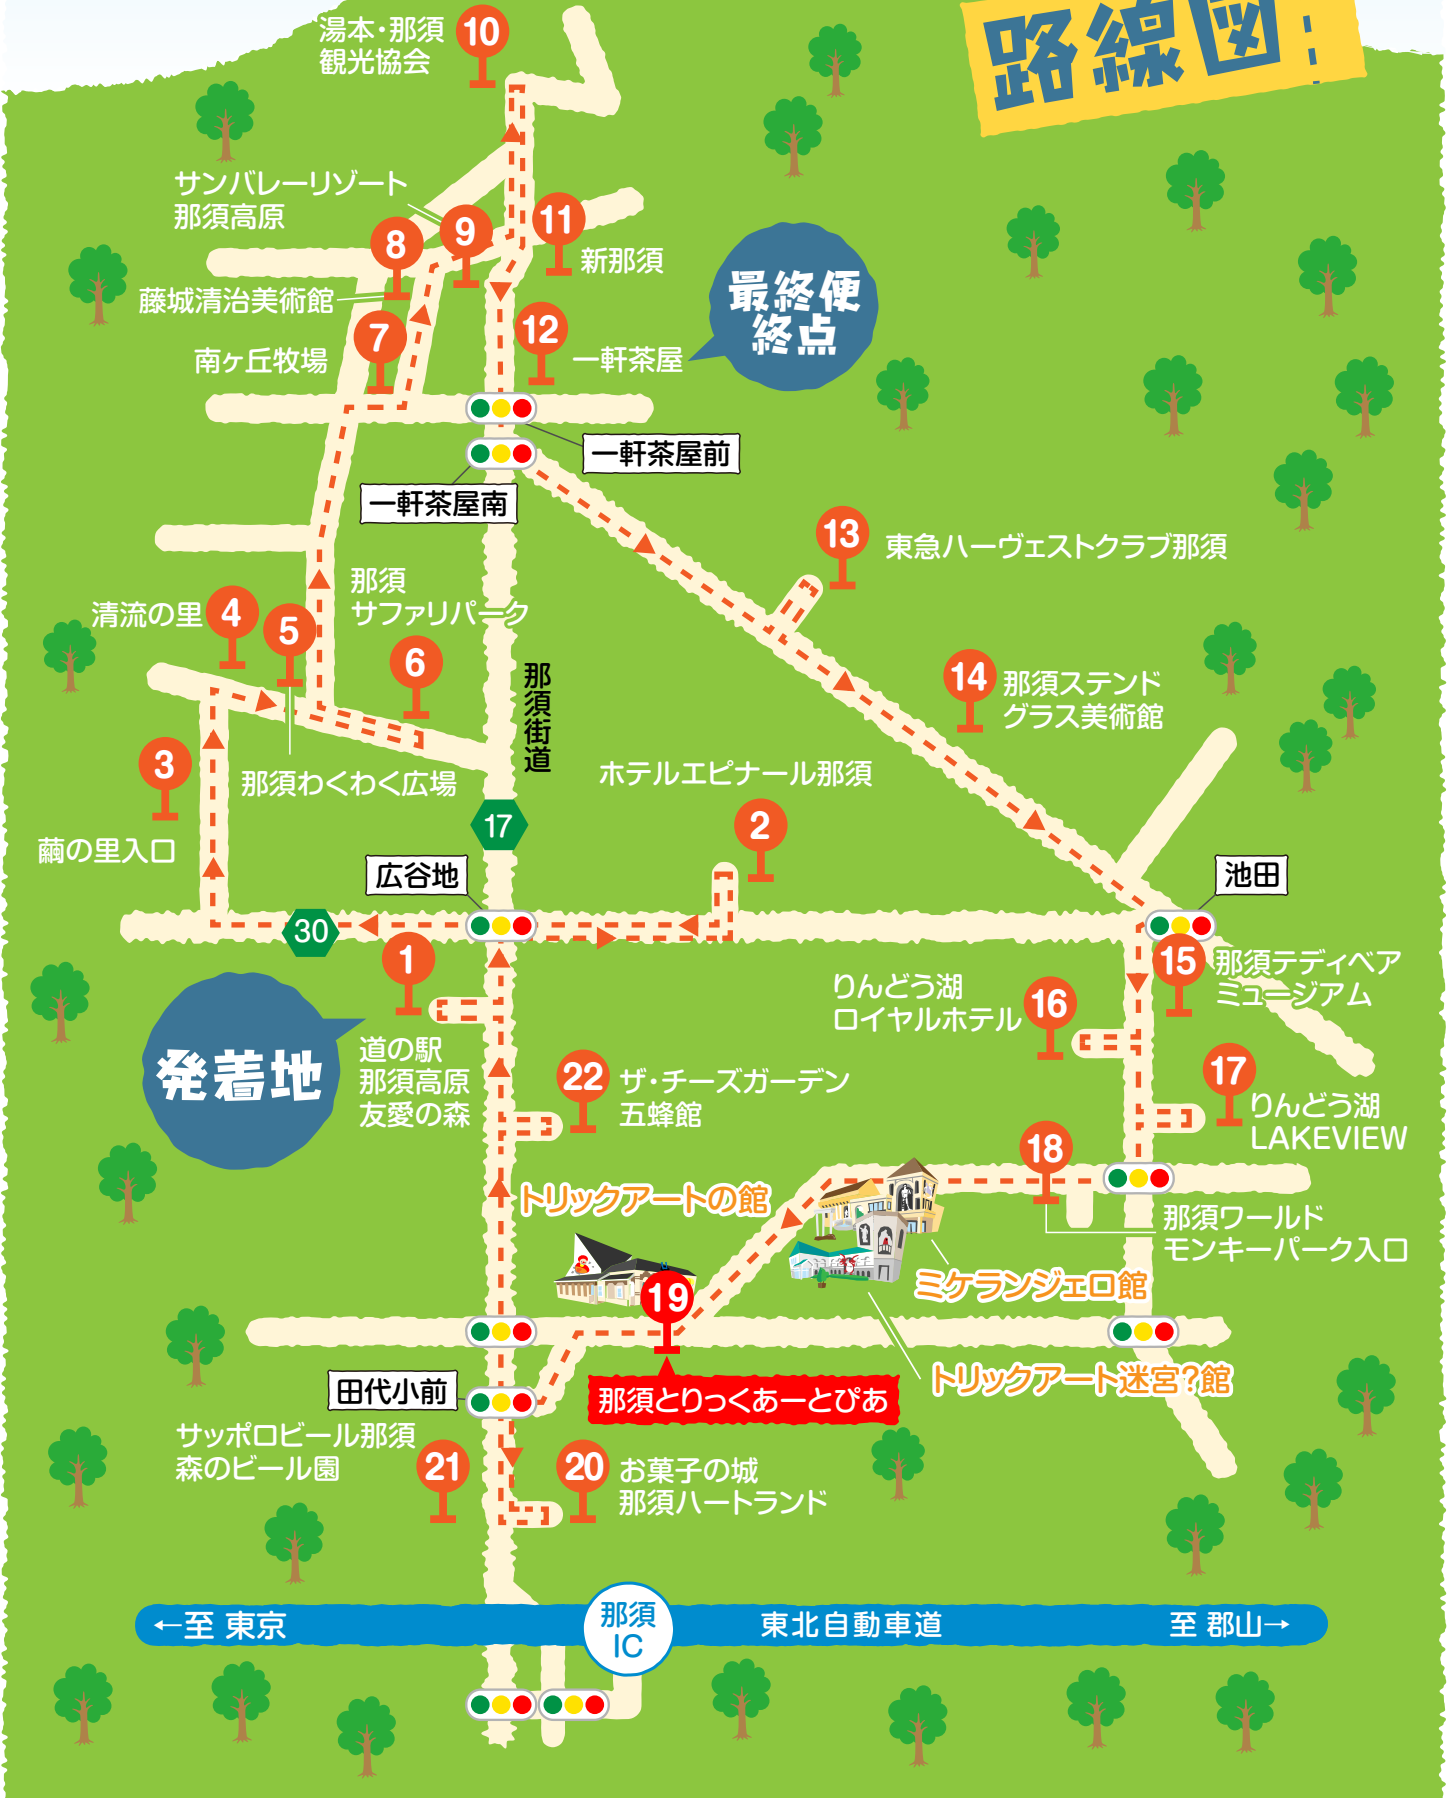 路線図
10
湯本・那須
観光協会
サンバレーリゾート
那須高原
8
9
11
新那須
藤城清治美術館
7
南ヶ丘牧場
12
一軒茶屋
最終便
終点
一軒茶屋前
一軒茶屋南
13
東急ハーヴェストクラブ那須
那須
サファリパーク
清流の里
4
5
6
14
那須ステンド
グラス美術館
那須街道
3
那須わくわく広場
繭の里入口
ホテルエピナール那須
2
17
広谷地
池田
30
1
発着地
道の駅
那須高原
友愛の森
15
那須テディベア
ミュージアム
りんどう湖
ロイヤルホテル
16
17
りんどう湖
LAKEVIEW
22
ザ・チーズガーデン
五蜂館
18
那須ワールド
モンキーパーク入口
トリックアートの館
ミケランジェロ館
トリックアート迷宮?館
19
那須とりっくあーとぴあ
田代小前
サッポロビール那須
森のビール園
21
20
お菓子の城
那須ハートランド
←至 東京
那須
IC
東北自動車道
至 郡山→